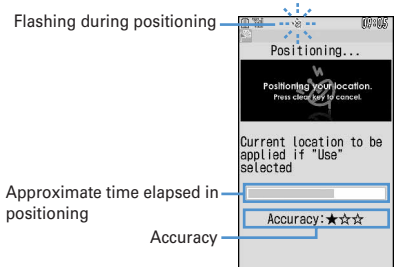 Flashing during positioning
09:05
Positioning...
Positioning your location.
Press clear key to cancel.
Current location to be
applied if "Use"
selected
Approximate time elapsed in
positioning
Accuracy:★☆☆
Accuracy